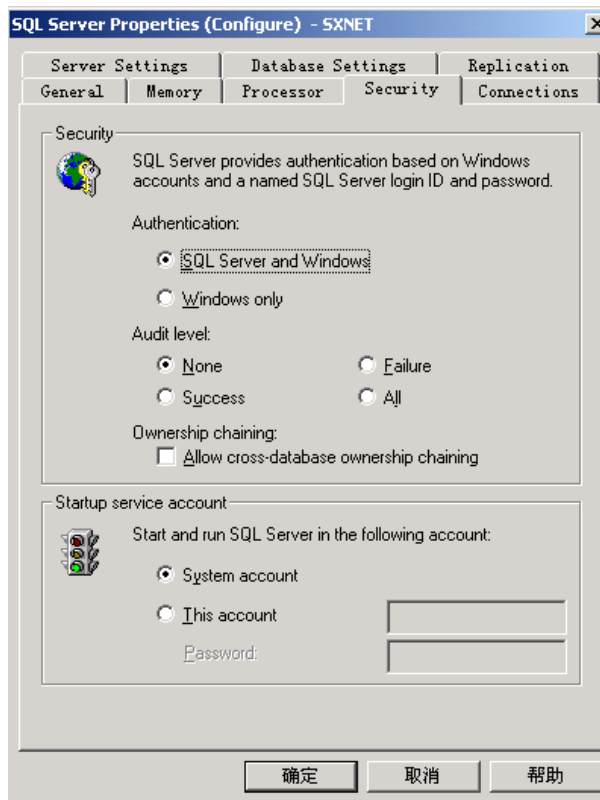 SQL Server Properties (Configure) - SXNET
Server Settings Database Settings Replication
General Memory Processor Security Connections
Security
SQL Server provides authentication based on Windows
accounts and a named SQL Server login ID and password.
Authentication:
SQL Server and Windows
Windows only
Audit level:
None Failure
Success All
Ownership chaining:
Allow cross-database ownership chaining
Startup service account
Start and run SQL Server in the following account:
System account
This account
Password:
确定 取消 帮助